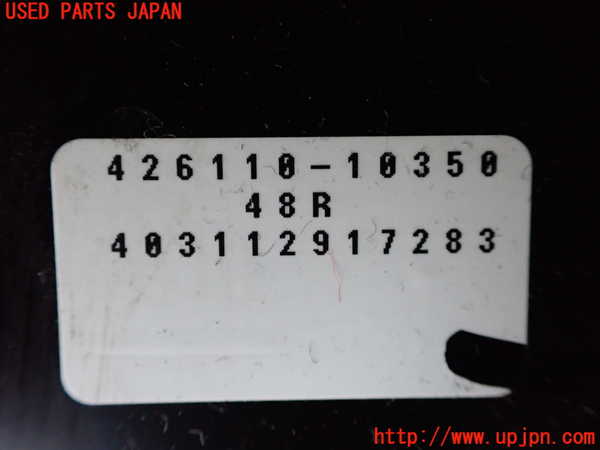 USED PARTS JAPAN
426110-10350
48R
403112917283
http://www.upjpn.com